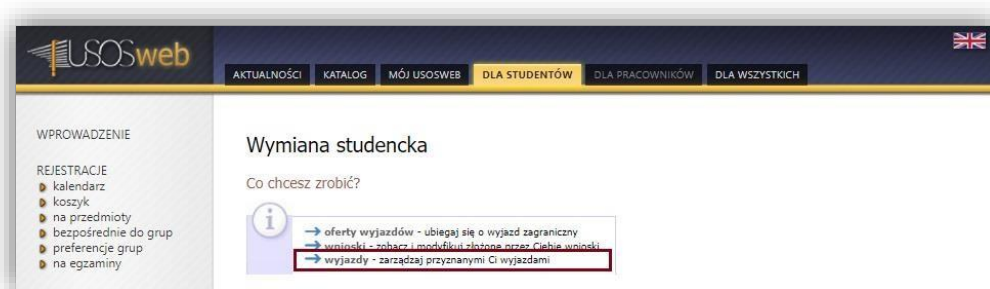 USOSweb
AKTUALNOŚCI KATALOG MÓJ USOSWEB DLA STUDENTÓW DLA PRACOWNIKÓW DLA WSZYSTKICH
WPROWADZENIE
REJESTRACJE
kalendarz
koszyk
na przedmioty
bezpośrednie do grup
preferencje grup
na egzaminy
Wymiana studencka
Co chcesz zrobić?
oferty wyjazdów - ubiegaj się o wyjazd zagraniczny
wnioski - zobacz i modyfikuj złożone przez Ciebie wnioski
wyjazdy - zarządzaj przyznanymi Ci wyjazdami